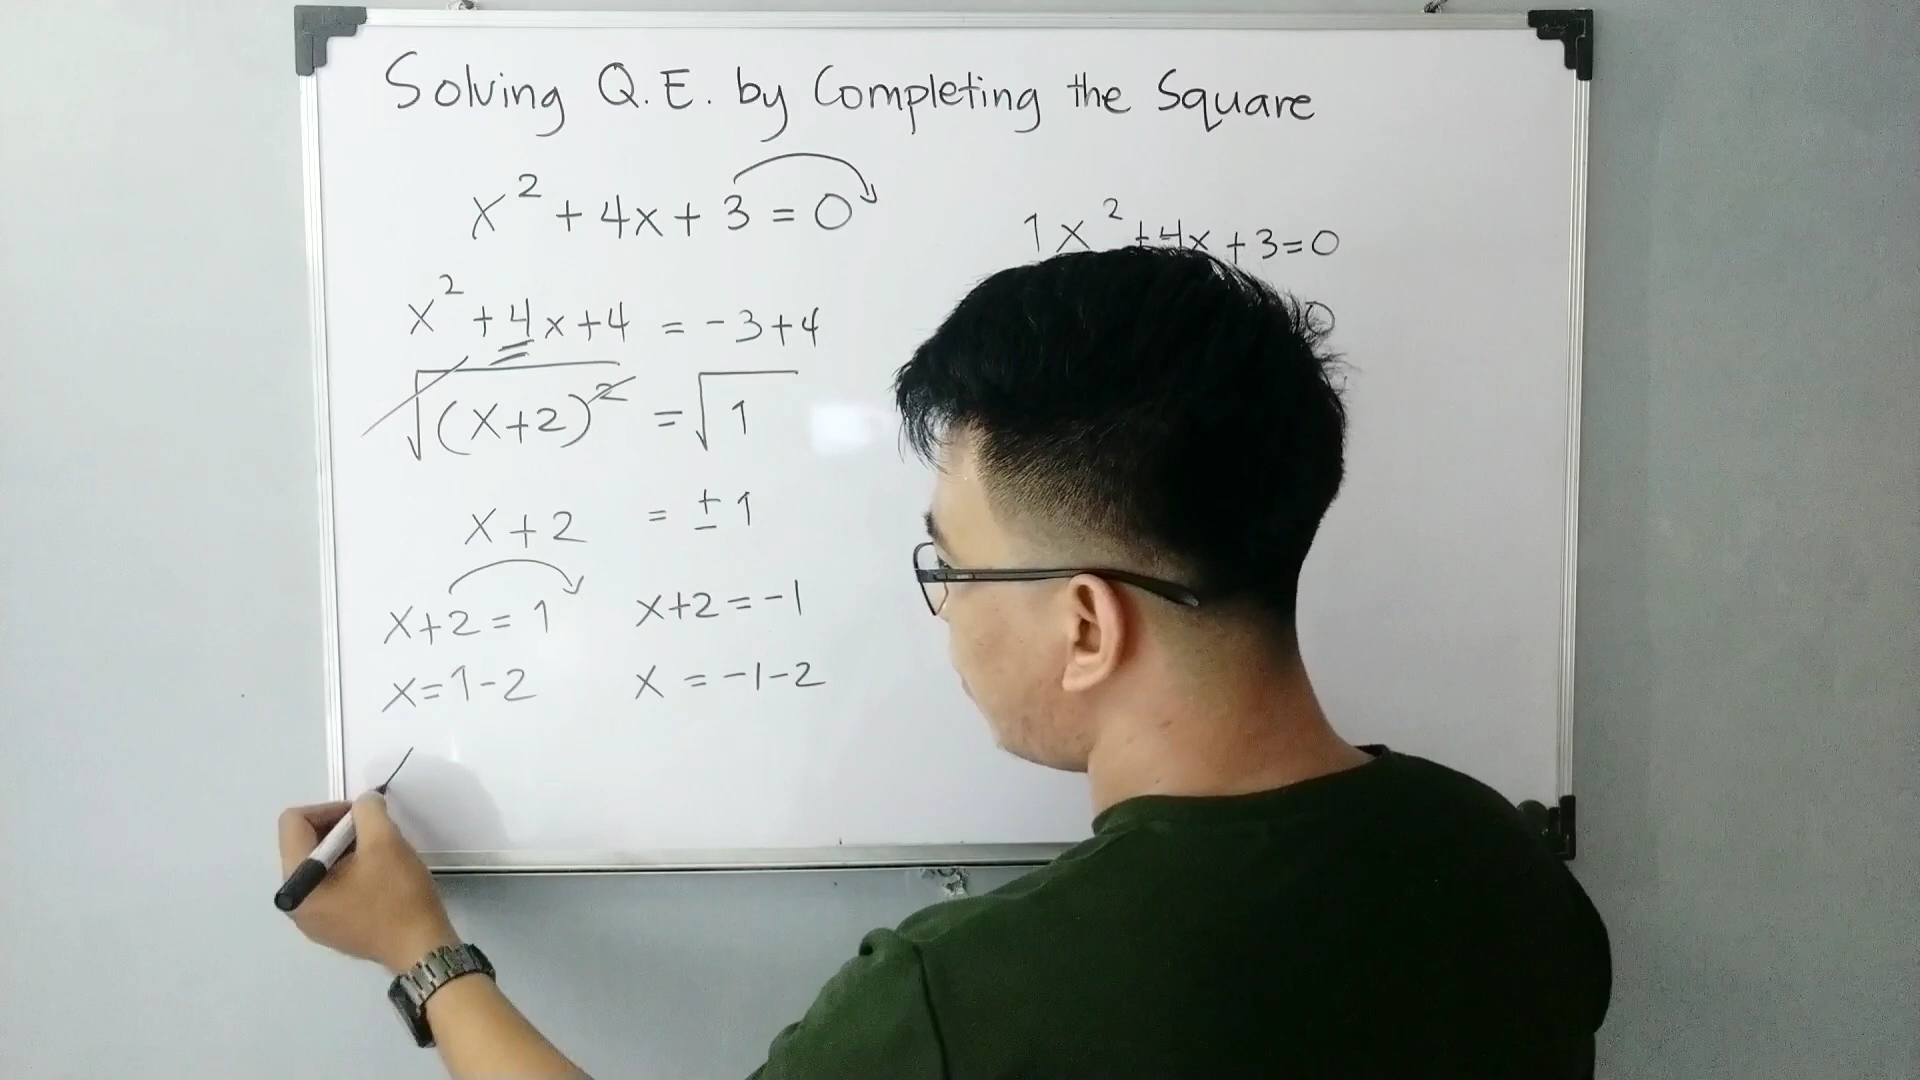 Solving Q.E. by Completing the Square
x² + 4x + 3 = 0
x² + 4x + 4 = -3 + 4
√(x+2)² = √1
x + 2 = ± 1
x+2 = 1
x+2 = -1
x = 1-2
x = -1-2
1x² + 4x + 3 = 0
0